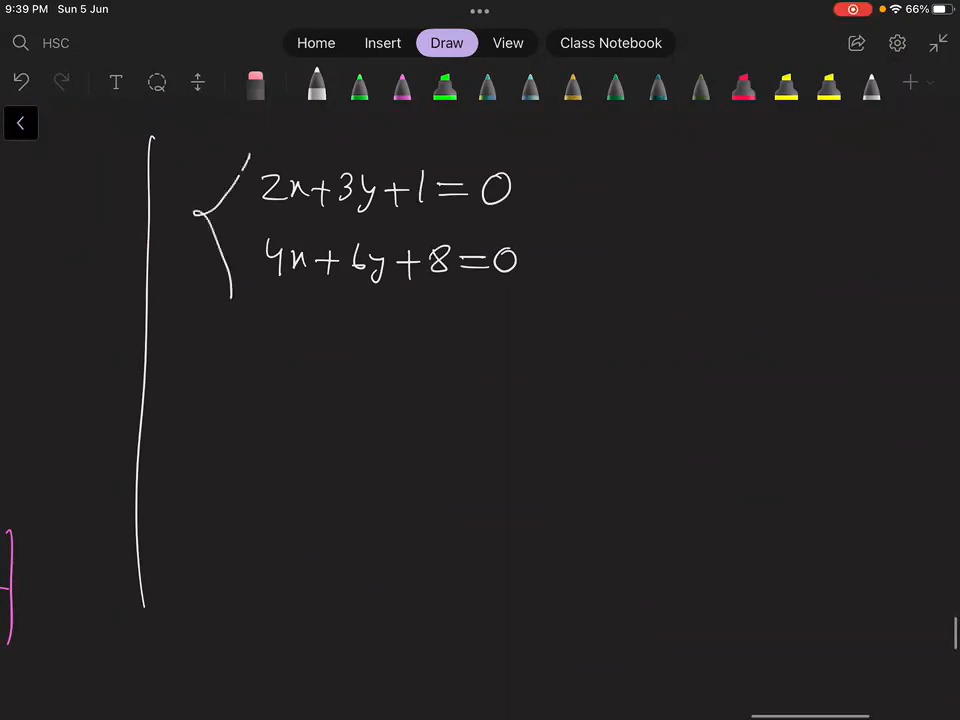 9:39 PM Sun 5 Jun
66%
HSC
Home Insert Draw View Class Notebook
T
2x+3y+1=0
4x+6y+8=0